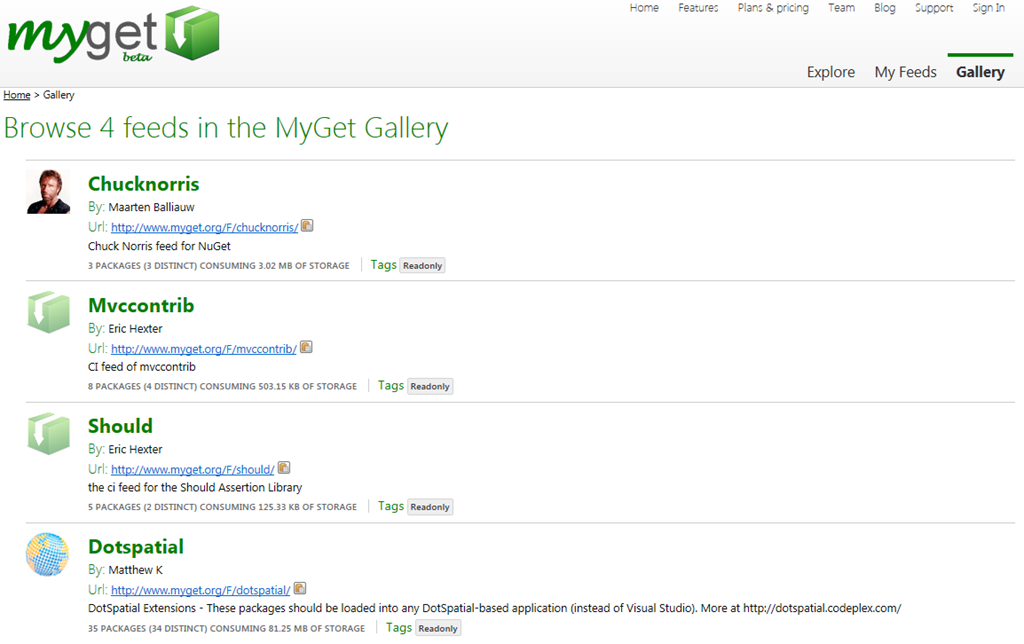 myget
beta
Home Features Plans & pricing Team Blog Support Sign In
Explore My Feeds Gallery
Home > Gallery
Browse 4 feeds in the MyGet Gallery
Chucknorris
By: Maarten Balliauw
Url: http://www.myget.org/F/chucknorris/
Chuck Norris feed for NuGet
3 PACKAGES (3 DISTINCT) CONSUMING 3.02 MB OF STORAGE Tags Readonly
Mvccontrib
By: Eric Hexter
Url: http://www.myget.org/F/mvccontrib/
CI feed of mvccontrib
8 PACKAGES (4 DISTINCT) CONSUMING 503.15 KB OF STORAGE Tags Readonly
Should
By: Eric Hexter
Url: http://www.myget.org/F/should/
the ci feed for the Should Assertion Library
5 PACKAGES (2 DISTINCT) CONSUMING 125.33 KB OF STORAGE Tags Readonly
Dotspatial
By: Matthew K
Url: http://www.myget.org/F/dotspatial/
DotSpatial Extensions - These packages should be loaded into any DotSpatial-based application (instead of Visual Studio). More at http://dotspatial.codeplex.com/
35 PACKAGES (34 DISTINCT) CONSUMING 81.25 MB OF STORAGE Tags Readonly